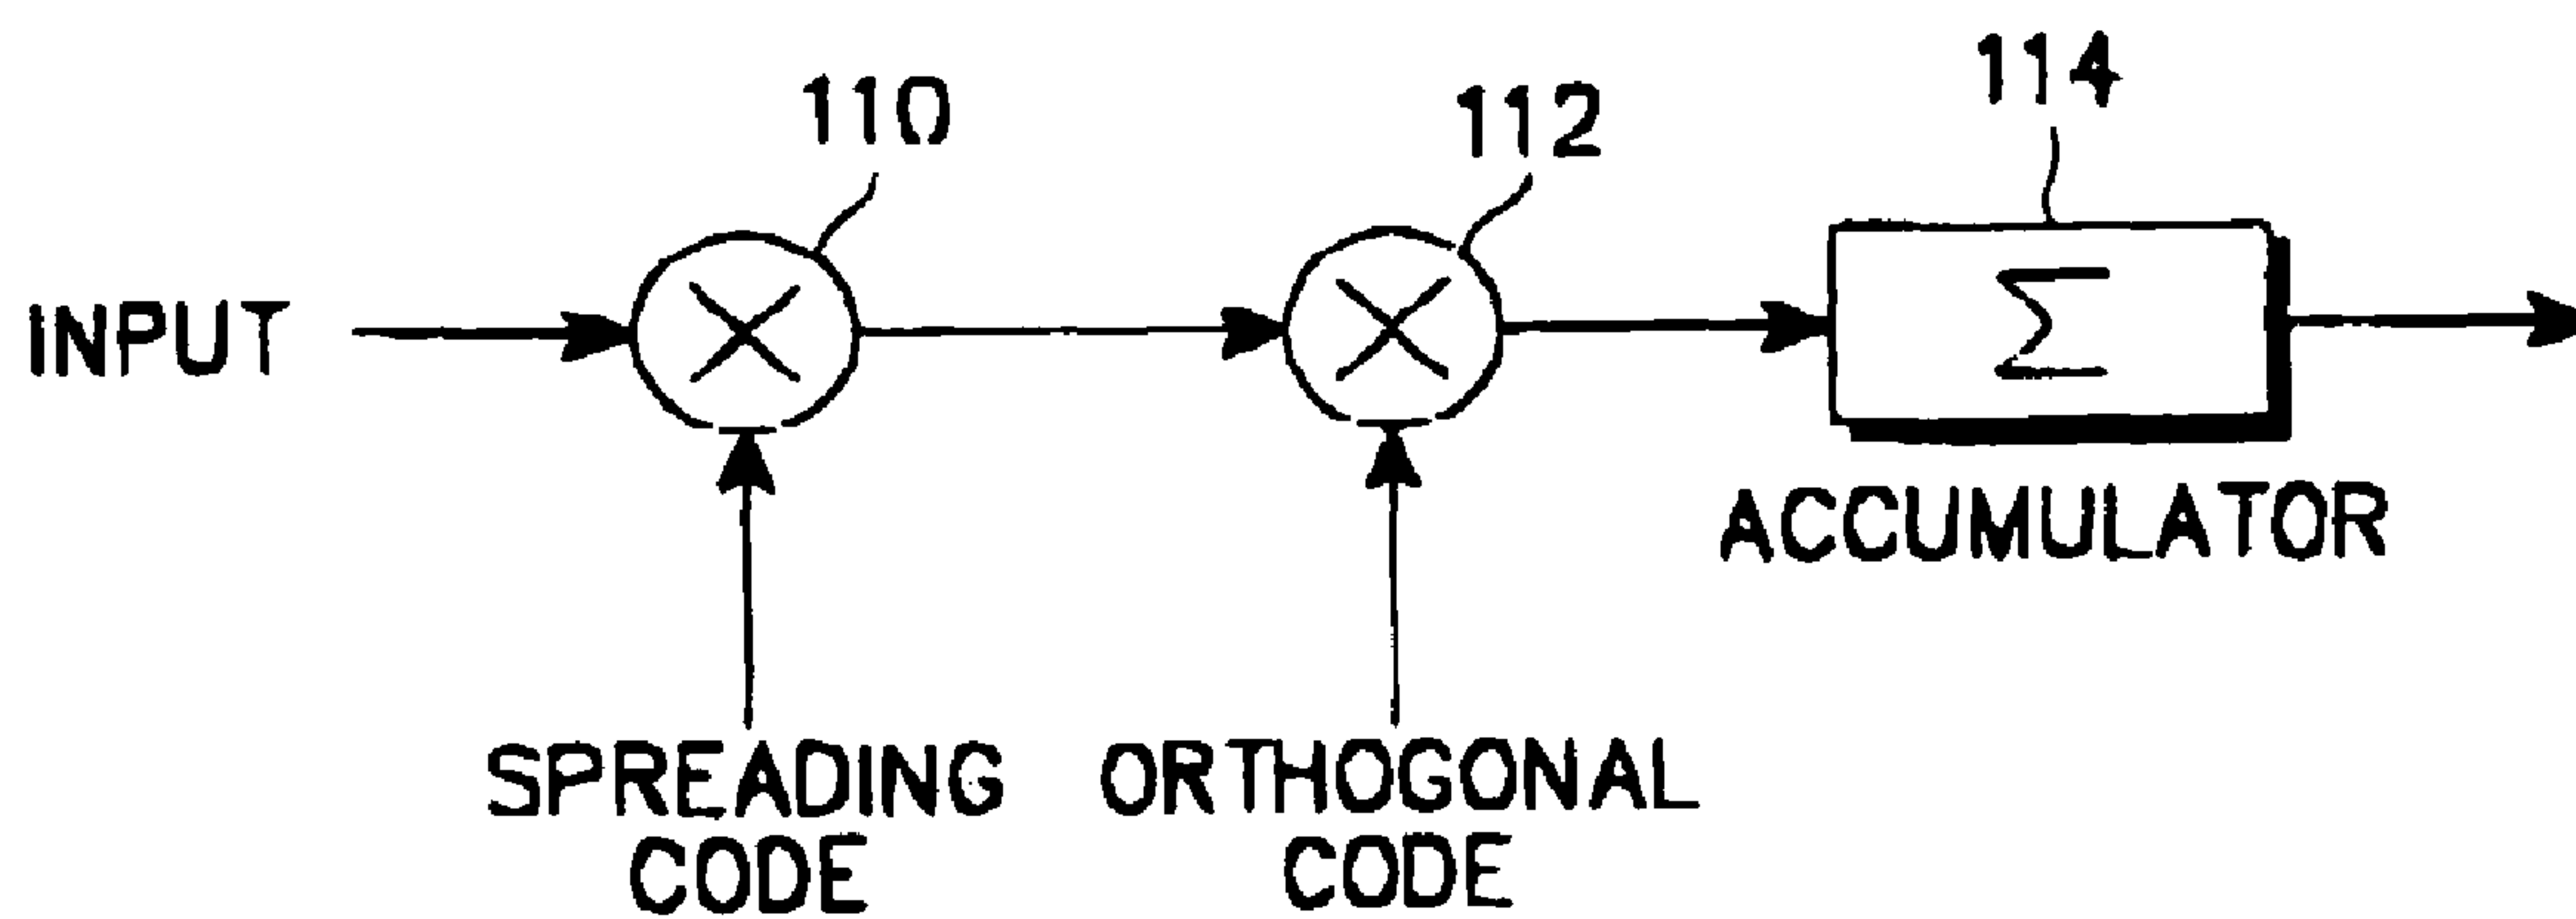 110
112
114
INPUT
Σ
ACCUMULATOR
SPREADING
CODE
ORTHOGONAL
CODE